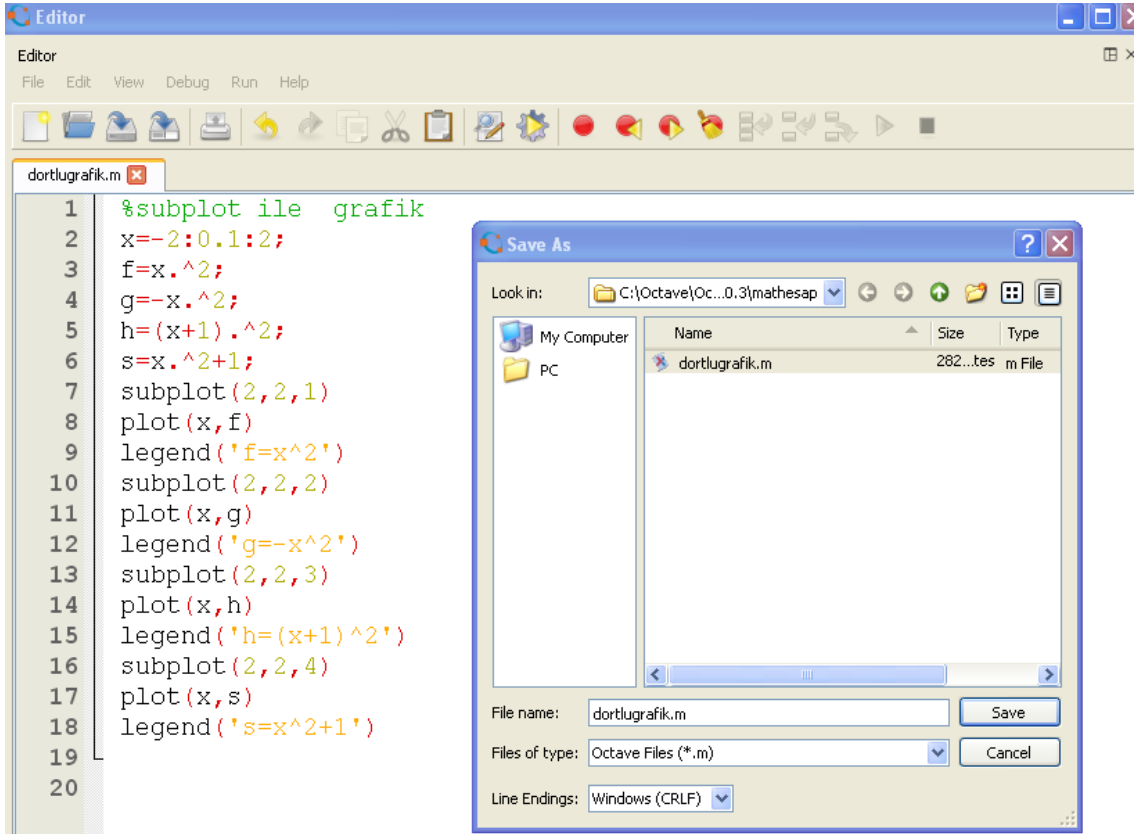 Editor
Editor
File Edit View Debug Run Help
dortlugrafik.m
1 %subplot ile  grafik
2 x=-2:0.1:2;
3 f=x.^2;
4 g=-x.^2;
5 h=(x+1).^2;
6 s=x.^2+1;
7 subplot(2,2,1)
8 plot(x,f)
9 legend('f=x^2')
10 subplot(2,2,2)
11 plot(x,g)
12 legend('g=-x^2')
13 subplot(2,2,3)
14 plot(x,h)
15 legend('h=(x+1)^2')
16 subplot(2,2,4)
17 plot(x,s)
18 legend('s=x^2+1')
19
20
Save As
Look in: C:\Octave\Oc...0.3\mathesap
My Computer
PC
Name Size Type
dortlugrafik.m 282...tes m File
File name: dortlugrafik.m Save
Files of type: Octave Files (*.m) Cancel
Line Endings: Windows (CRLF)